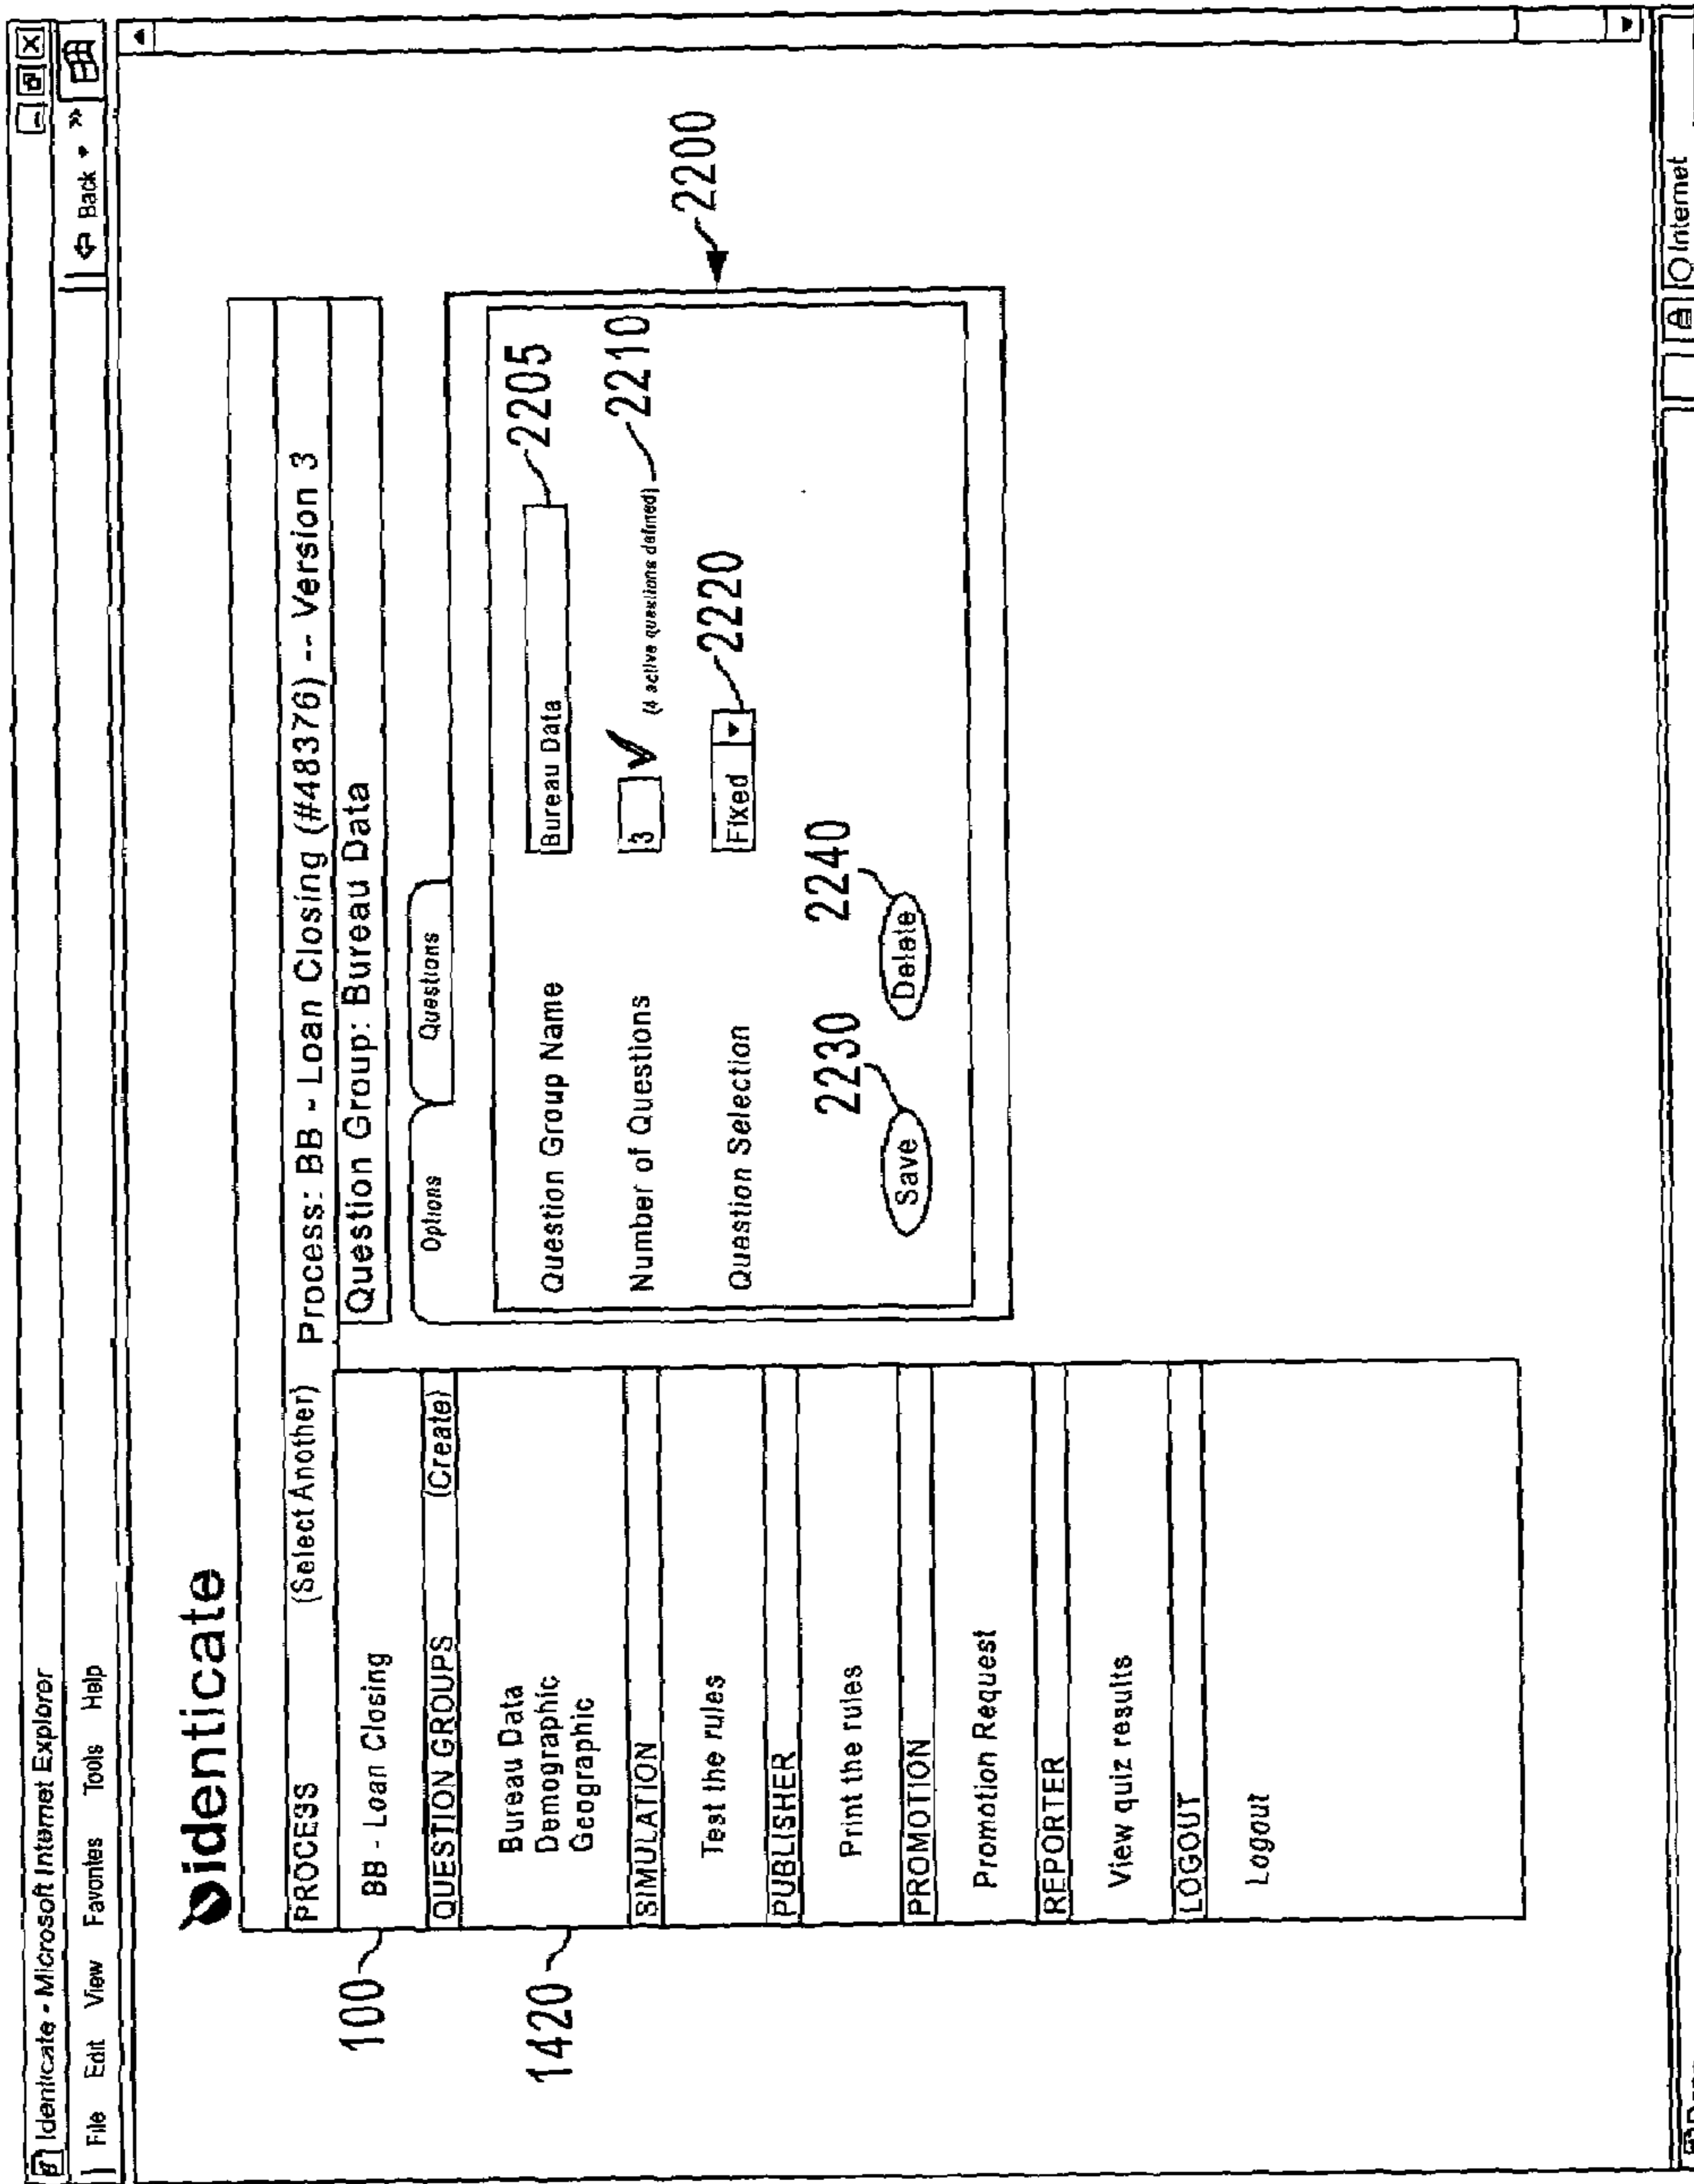 Identicate - Microsoft Internet Explorer
File Edit View Favorites Tools Help
Back »
identicate
PROCESS (Select Another) Process: BB - Loan Closing (#48376) -- Version 3
Question Group: Bureau Data
100
BB - Loan Closing
QUESTION GROUPS (Create)
Options Questions
1420
Bureau Data
Demographic
Geographic
SIMULATION
Test the rules
PUBLISHER
Print the rules
PROMOTION
Promotion Request
REPORTER
View quiz results
LOGOUT
Logout
Question Group Name Bureau Data 2205
Number of Questions 3 (4 active questions defined) 2210
Question Selection Fixed 2220
2200
2230 2240
Save Delete
Internet